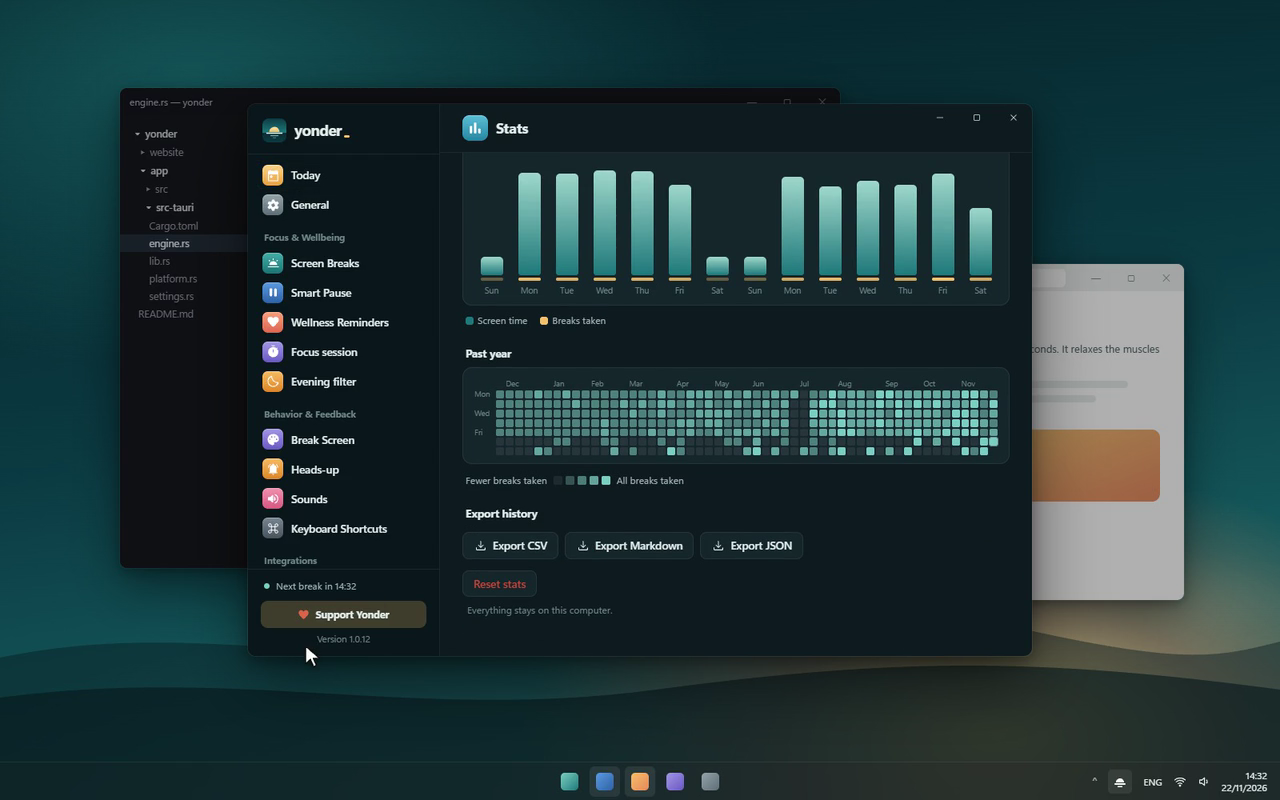 engine.rs — yonder
yonder
website
app
src
src-tauri
Cargo.toml
engine.rs
lib.rs
platform.rs
settings.rs
README.md
yonder_
Today
General
Focus & Wellbeing
Screen Breaks
Smart Pause
Wellness Reminders
Focus session
Evening filter
Behavior & Feedback
Break Screen
Heads-up
Sounds
Keyboard Shortcuts
Integrations
Next break in 14:32
Support Yonder
Version 1.0.12
Stats
Sun Mon Tue Wed Thu Fri Sat Sun Mon Tue Wed Thu Fri Sat
Screen time Breaks taken
Past year
Dec Jan Feb Mar Apr May Jun Jul Aug Sep Oct Nov
Mon
Wed
Fri
Fewer breaks taken All breaks taken
Export history
Export CSV Export Markdown Export JSON
Reset stats
Everything stays on this computer.
conds. It relaxes the muscles
ENG
14:32
22/11/2026